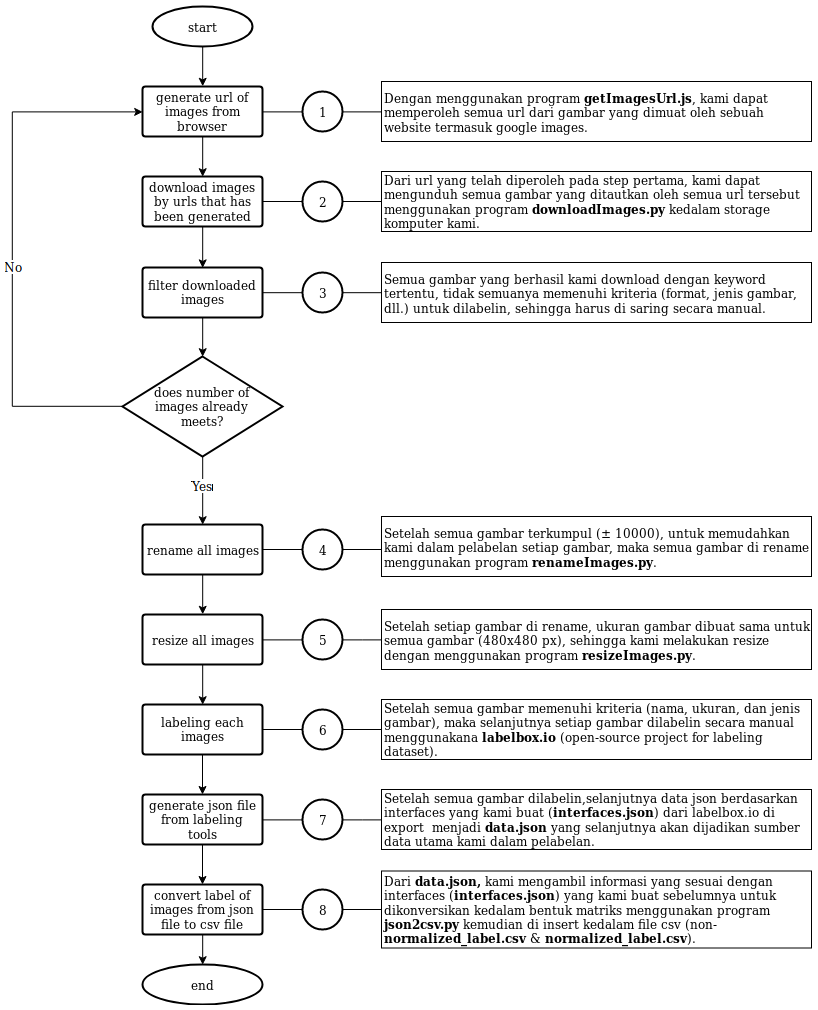 start
generate url of
images from
browser
1
Dengan menggunakan program getImagesUrl.js, kami dapat
memperoleh semua url dari gambar yang dimuat oleh sebuah
website termasuk google images.
download images
by urls that has
been generated
2
Dari url yang telah diperoleh pada step pertama, kami dapat
mengunduh semua gambar yang ditautkan oleh semua url tersebut
menggunakan program downloadImages.py kedalam storage
komputer kami.
No
filter downloaded
images
3
Semua gambar yang berhasil kami download dengan keyword
tertentu, tidak semuanya memenuhi kriteria (format, jenis gambar,
dll.) untuk dilabelin, sehingga harus di saring secara manual.
does number of
images already
meets?
Yes
rename all images
4
Setelah semua gambar terkumpul (± 10000), untuk memudahkan
kami dalam pelabelan setiap gambar, maka semua gambar di rename
menggunakan program renameImages.py.
resize all images
5
Setelah setiap gambar di rename, ukuran gambar dibuat sama untuk
semua gambar (480x480 px), sehingga kami melakukan resize
dengan menggunakan program resizeImages.py.
labeling each
images
6
Setelah semua gambar memenuhi kriteria (nama, ukuran, dan jenis
gambar), maka selanjutnya setiap gambar dilabelin secara manual
menggunakana labelbox.io (open-source project for labeling
dataset).
generate json file
from labeling
tools
7
Setelah semua gambar dilabelin,selanjutnya data json berdasarkan
interfaces yang kami buat (interfaces.json) dari labelbox.io di
export  menjadi data.json yang selanjutnya akan dijadikan sumber
data utama kami dalam pelabelan.
convert label of
images from json
file to csv file
8
Dari data.json, kami mengambil informasi yang sesuai dengan
interfaces (interfaces.json) yang kami buat sebelumnya untuk
dikonversikan kedalam bentuk matriks menggunakan program
json2csv.py kemudian di insert kedalam file csv (non-
normalized_label.csv & normalized_label.csv).
end